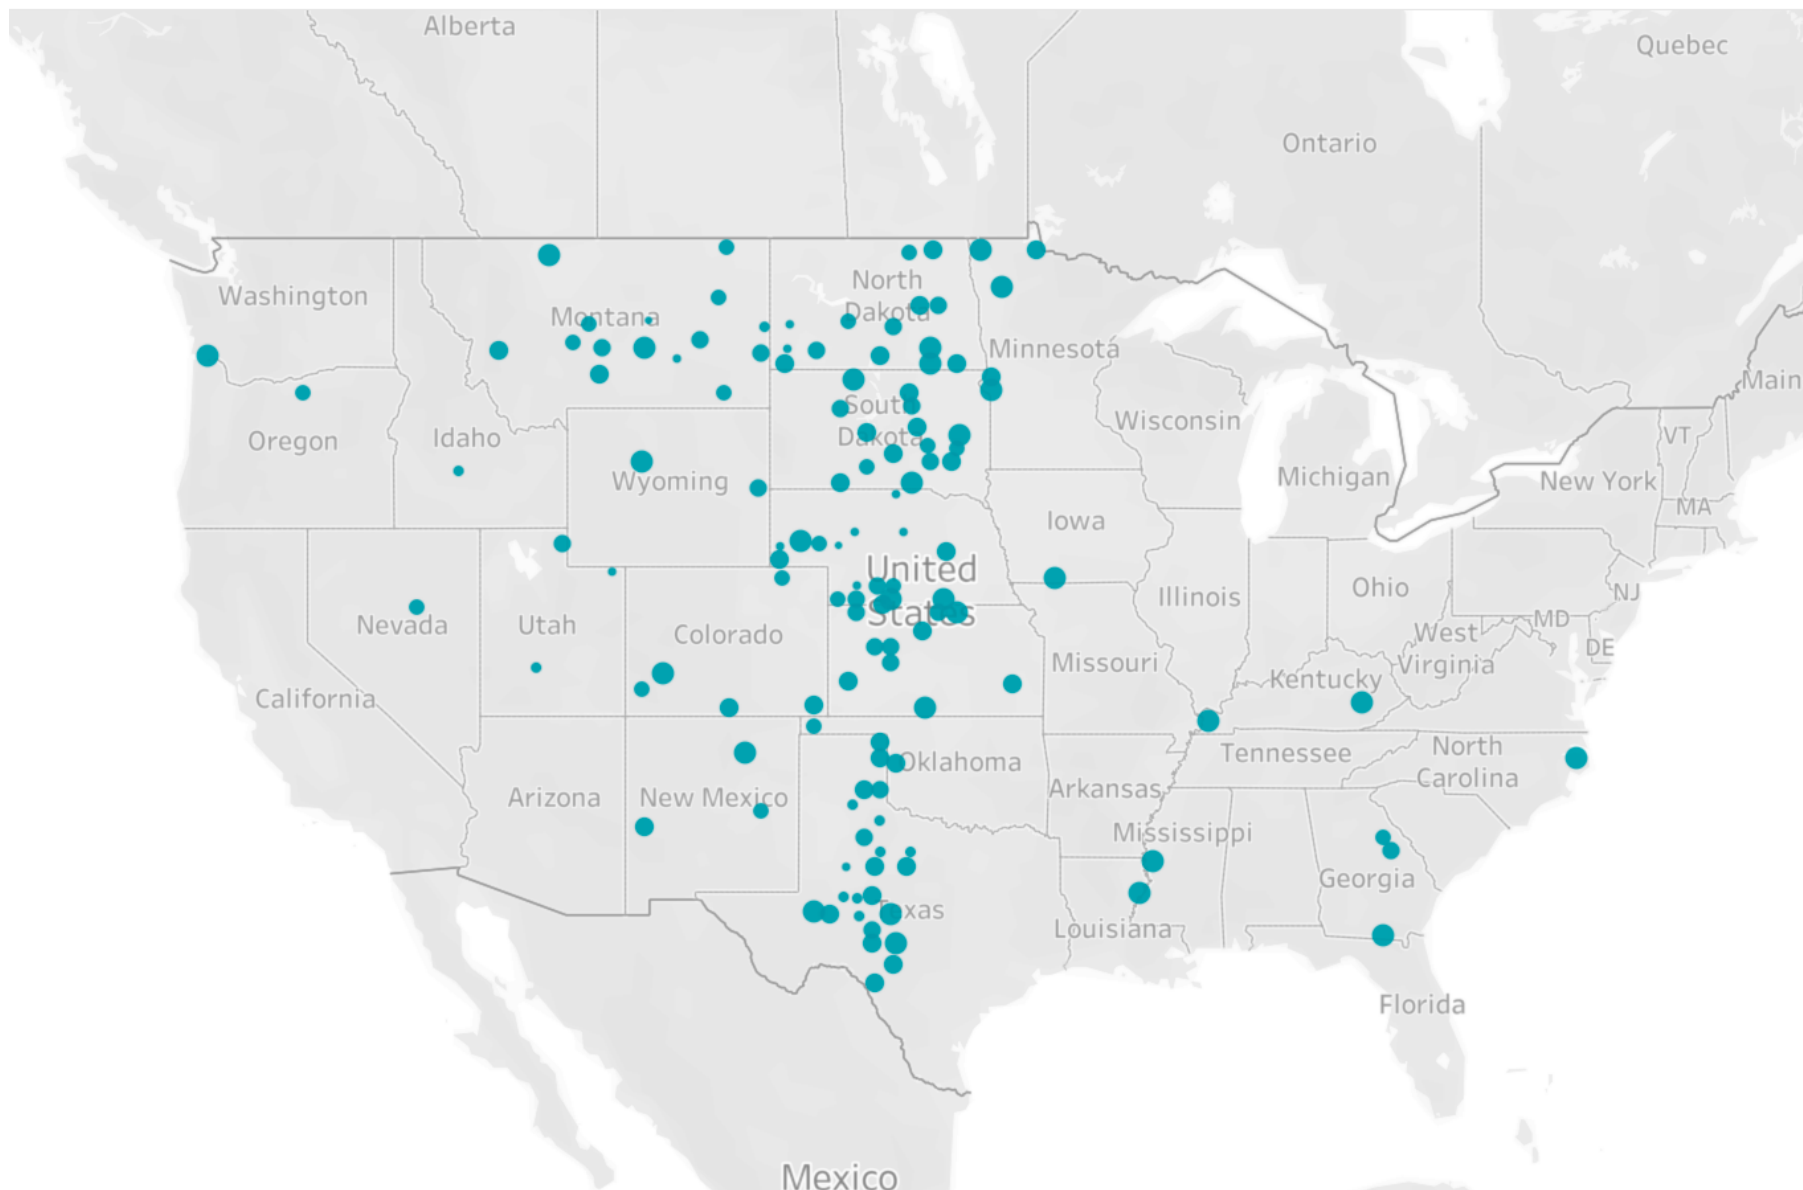 Alberta
Quebec
Ontario
Washington
Montana
North
Dakota
Minnesota
Main
Oregon
Idaho
South
Dakota
Wisconsin
VT
Wyoming
Michigan
New York
MA
Iowa
United
States
Nevada
Utah
Colorado
Illinois
Ohio
NJ
MD
West
Virginia
DE
Missouri
California
Kentucky
Arizona
New Mexico
Oklahoma
Tennessee
North
Carolina
Arkansas
Mississippi
Georgia
Texas
Louisiana
Florida
Mexico